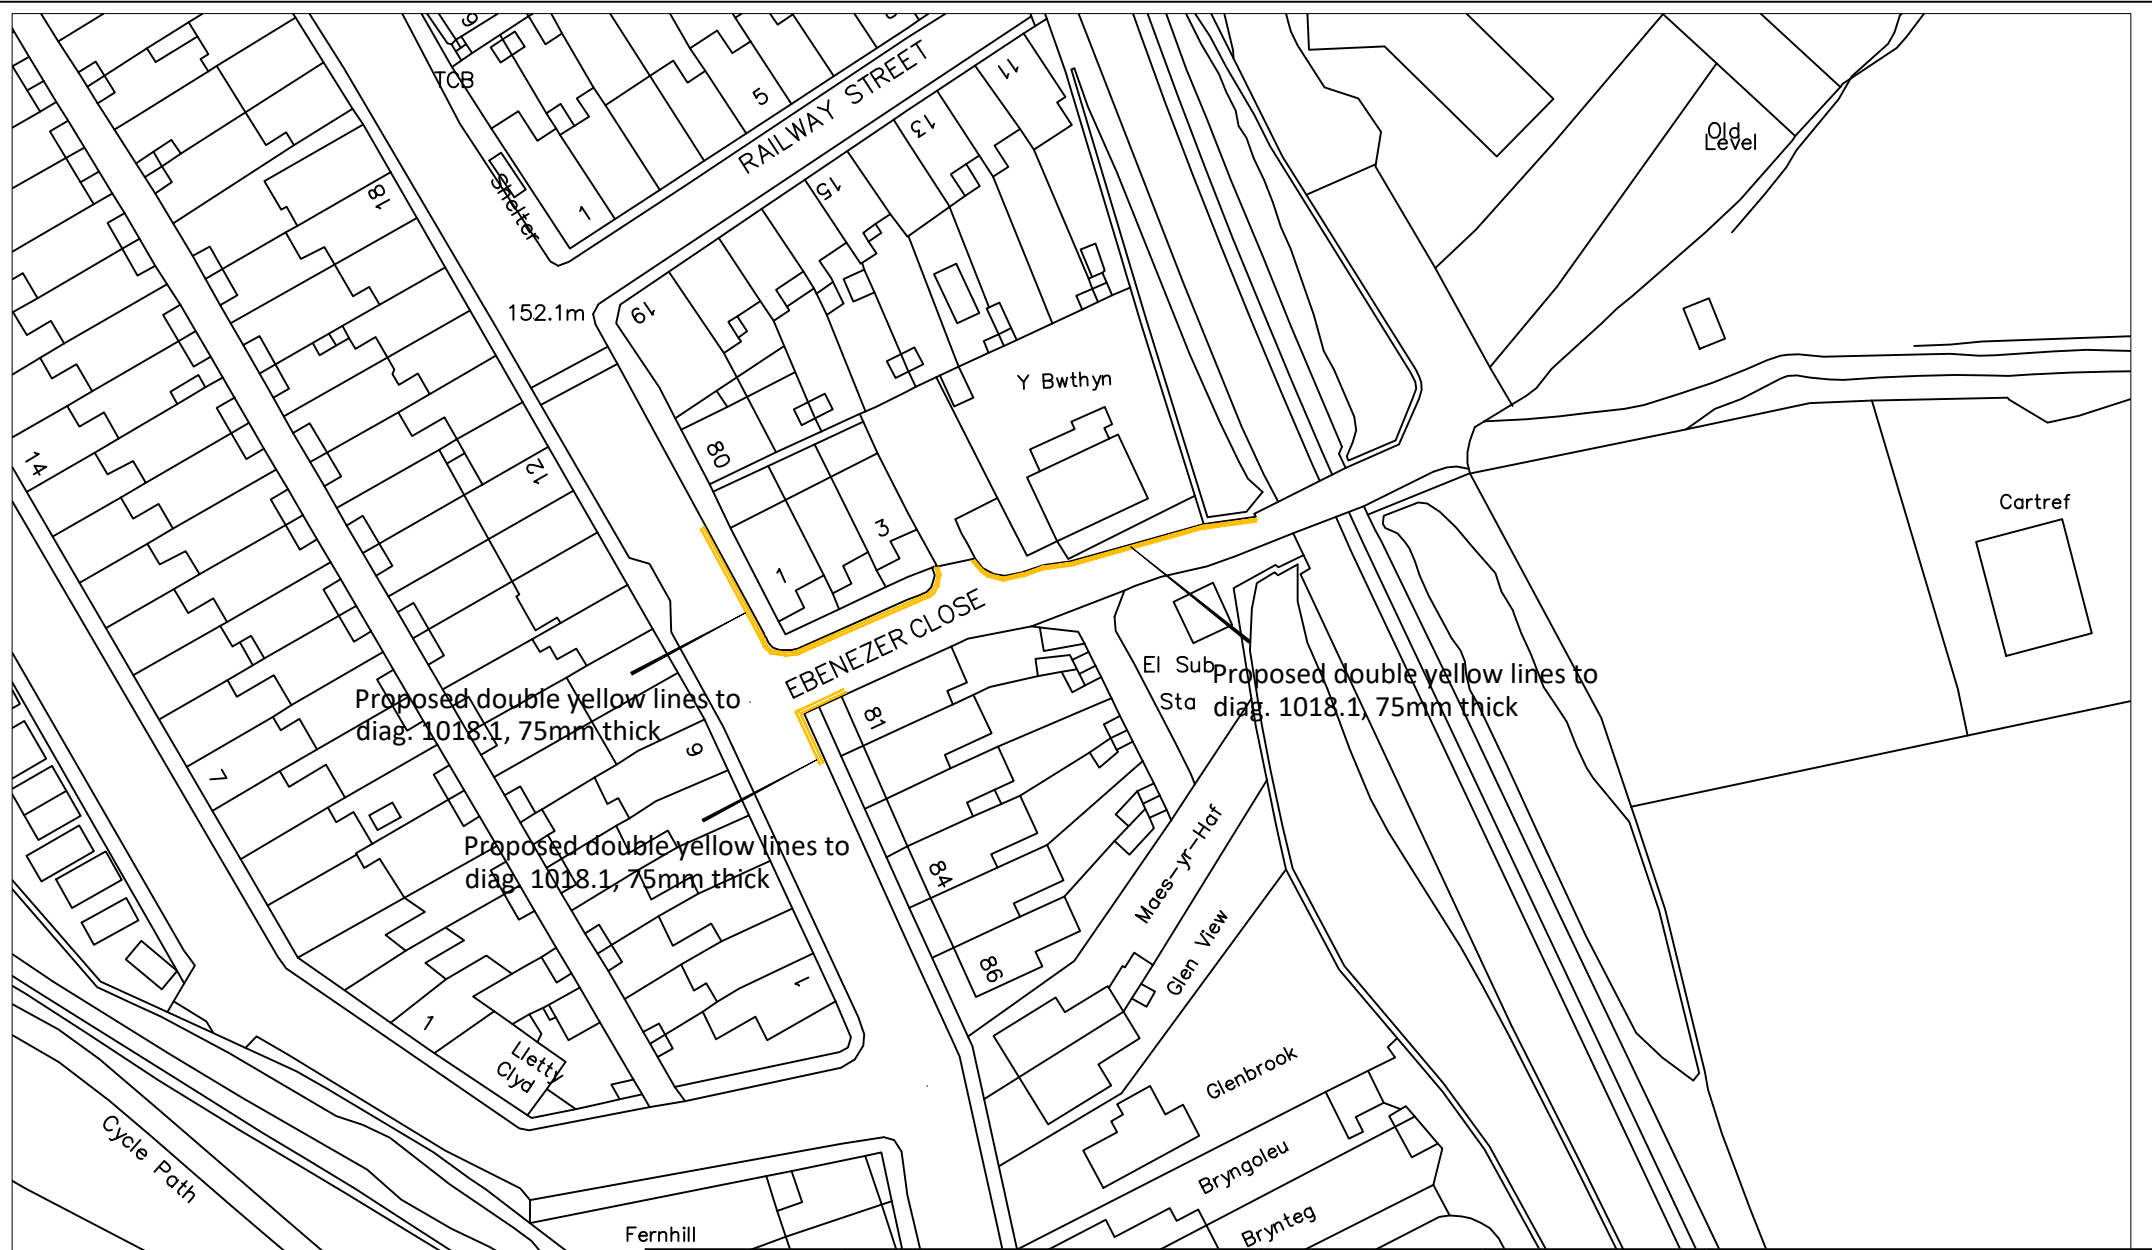 TCB
5
11
RAILWAY STREET
13
Old
Level
Shelter
1
15
18
152.1m
19
Y Bwthyn
80
14
12
Cartref
3
1
EBENEZER CLOSE
El Sub
Sta
Proposed double yellow lines to
diag. 1018.1, 75mm thick
Proposed double yellow lines to
diag. 1018.1, 75mm thick
81
7
Proposed double yellow lines to
diag. 1018.1, 75mm thick
84
Maes-yr-Haf
Glen View
86
1
1
Lletty
Clyd
Glenbrook
Cycle Path
Bryngoleu
Brynteg
Fernhill